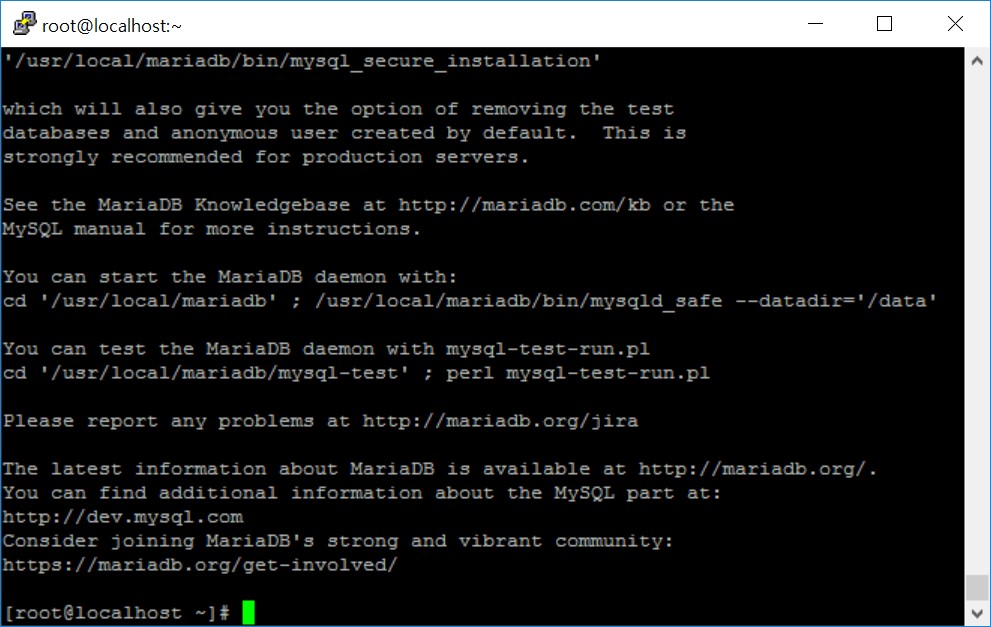 root@localhost:~
'/usr/local/mariadb/bin/mysql_secure_installation'
which will also give you the option of removing the test
databases and anonymous user created by default.  This is
strongly recommended for production servers.
See the MariaDB Knowledgebase at http://mariadb.com/kb or the
MySQL manual for more instructions.
You can start the MariaDB daemon with:
cd '/usr/local/mariadb' ; /usr/local/mariadb/bin/mysqld_safe --datadir='/data'
You can test the MariaDB daemon with mysql-test-run.pl
cd '/usr/local/mariadb/mysql-test' ; perl mysql-test-run.pl
Please report any problems at http://mariadb.org/jira
The latest information about MariaDB is available at http://mariadb.org/.
You can find additional information about the MySQL part at:
http://dev.mysql.com
Consider joining MariaDB's strong and vibrant community:
https://mariadb.org/get-involved/
[root@localhost ~]#